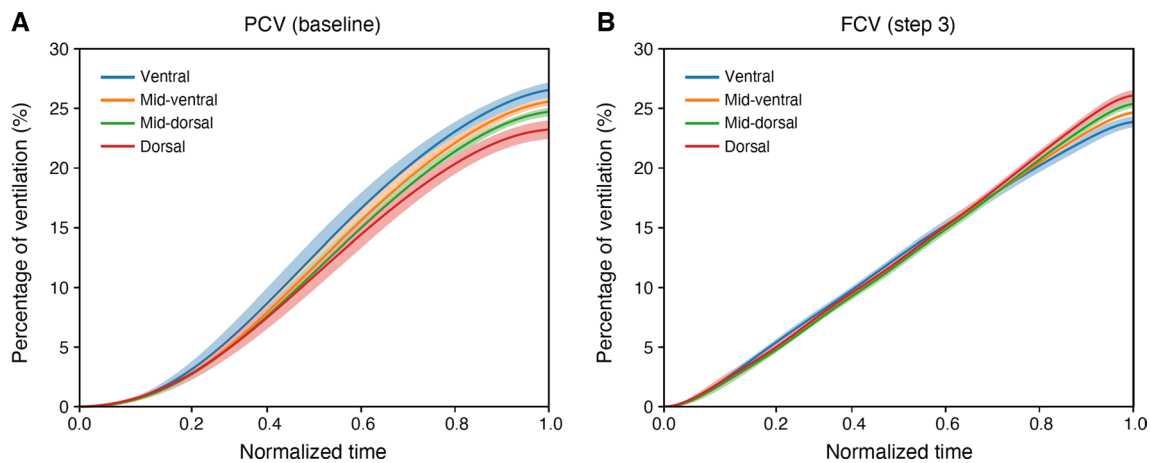 A
PCV (baseline)
30
25
20
15
10
5
0
Percentage of ventilation (%)
Ventral
Mid-ventral
Mid-dorsal
Dorsal
0.0 0.2 0.4 0.6 0.8 1.0
Normalized time
B
FCV (step 3)
30
25
20
15
10
5
0
Percentage of ventilation (%)
Ventral
Mid-ventral
Mid-dorsal
Dorsal
0.0 0.2 0.4 0.6 0.8 1.0
Normalized time